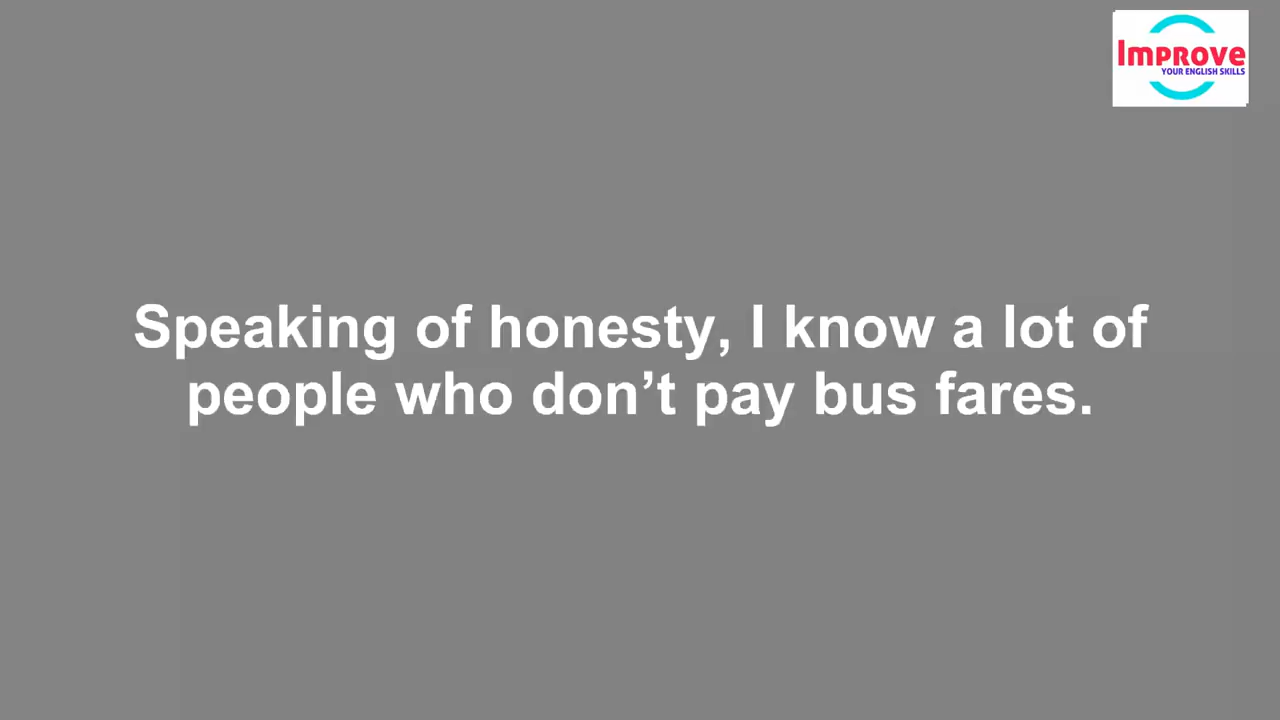 Improve
YOUR ENGLISH SKILLS
Speaking of honesty, I know a lot of
people who don’t pay bus fares.